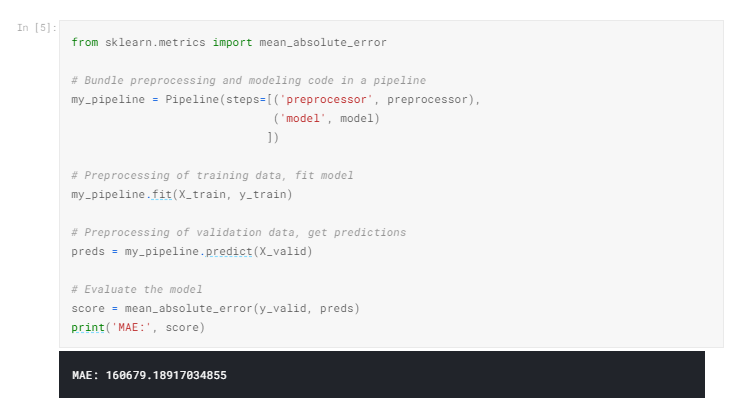 In [5]:
from sklearn.metrics import mean_absolute_error
# Bundle preprocessing and modeling code in a pipeline
my_pipeline = Pipeline(steps=[('preprocessor', preprocessor),
                              ('model', model)
                             ])
# Preprocessing of training data, fit model
my_pipeline.fit(X_train, y_train)
# Preprocessing of validation data, get predictions
preds = my_pipeline.predict(X_valid)
# Evaluate the model
score = mean_absolute_error(y_valid, preds)
print('MAE:', score)
MAE: 160679.18917034855